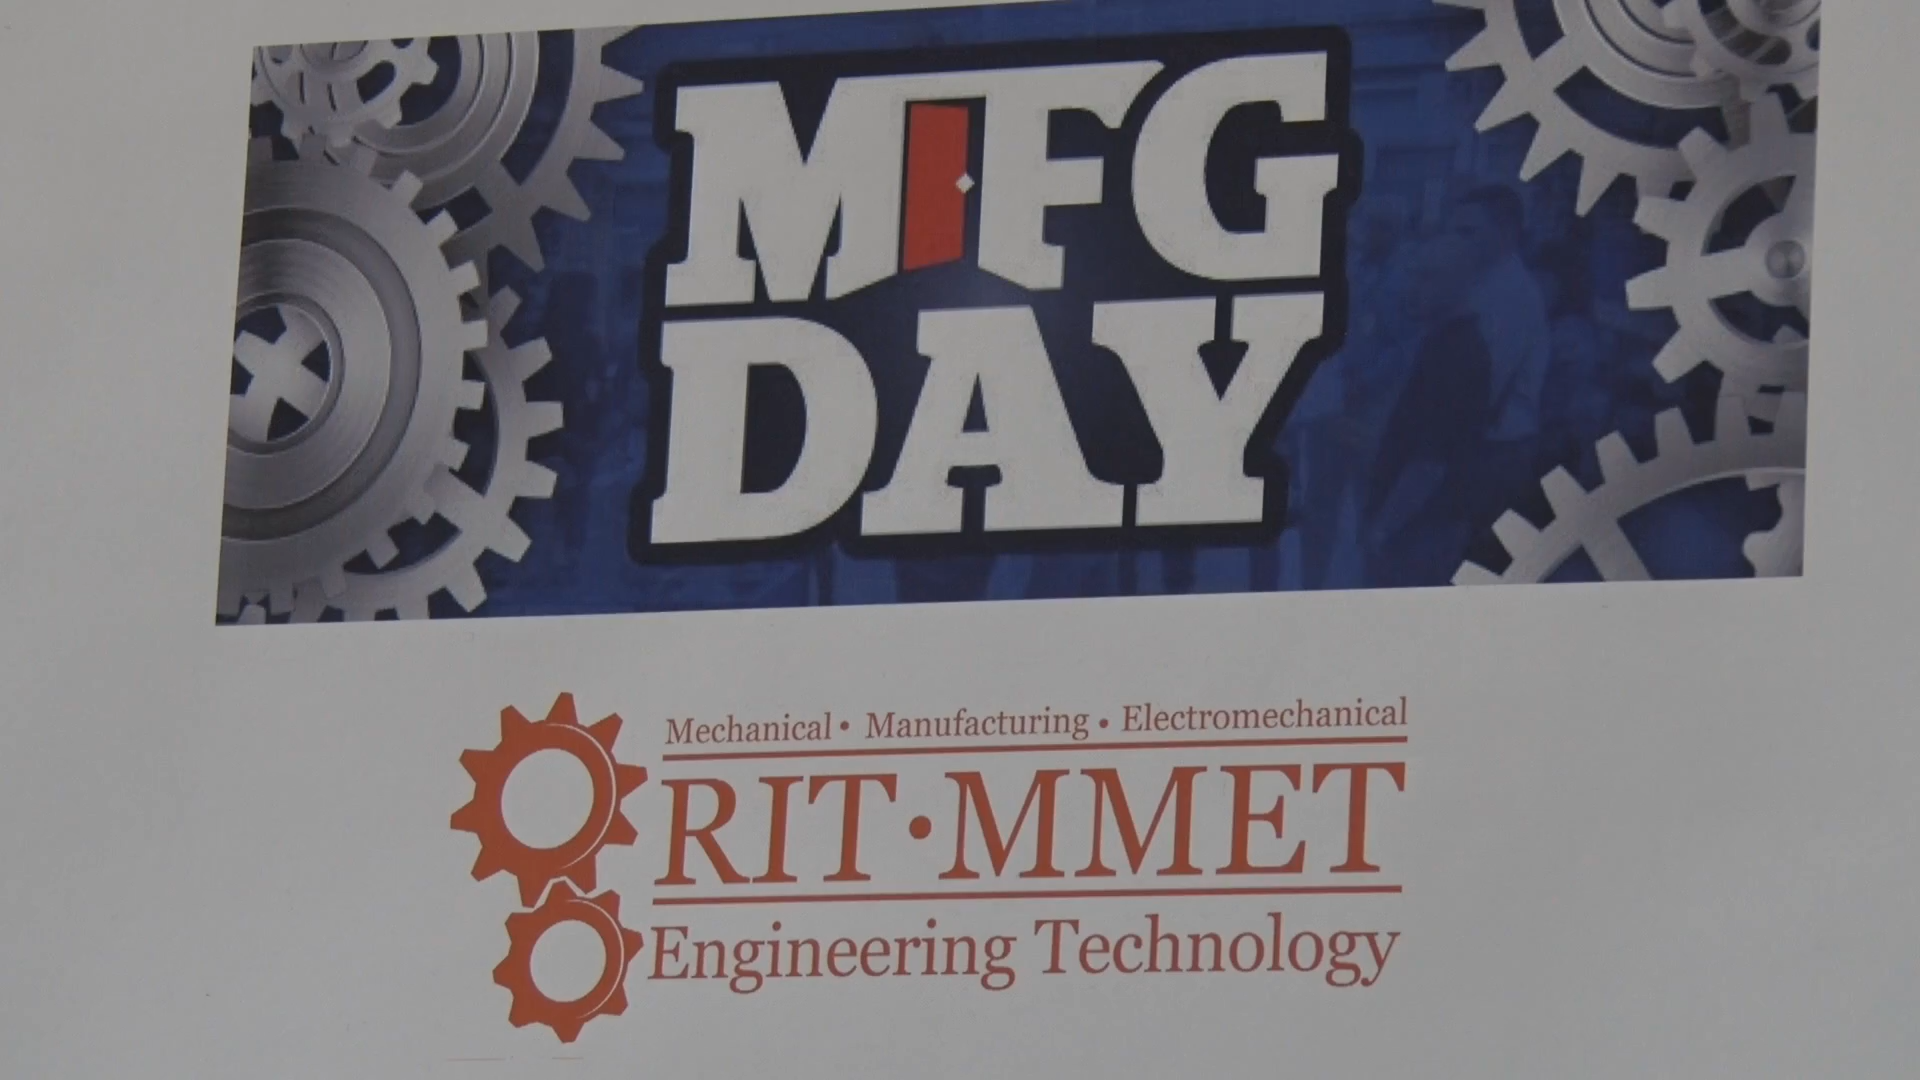 MFG
DAY
Mechanical • Manufacturing • Electromechanical
RIT•MMET
Engineering Technology